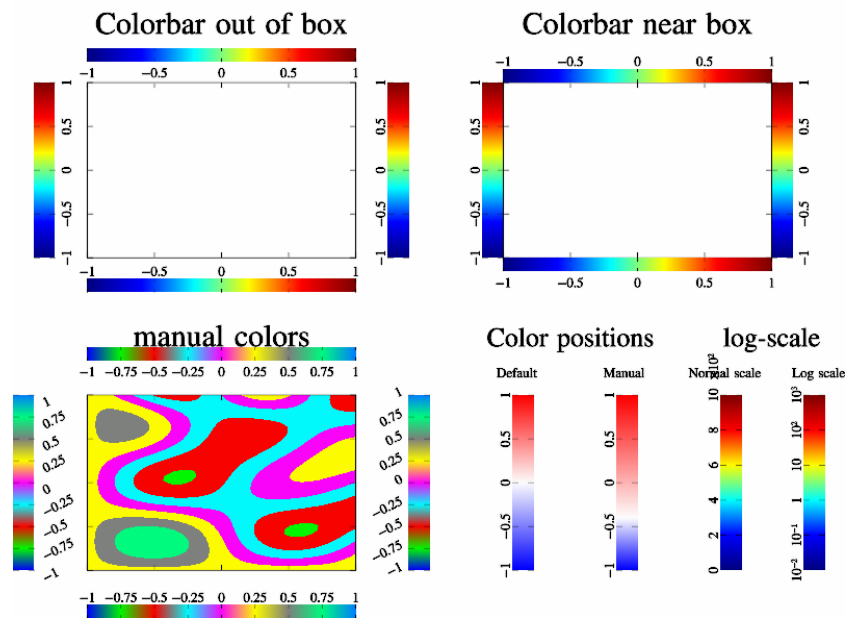 Colorbar out of box
−1 −0.5 0 0.5 1
−1 −0.5 0 0.5 1
−1 −0.5 0 0.5 1
−1 −0.5 0 0.5 1
Colorbar near box
−1 −0.5 0 0.5 1
−1 −0.5 0 0.5 1
−1 −0.5 0 0.5 1
−1 −0.5 0 0.5 1
manual colors
−1 −0.75 −0.5 −0.25 0 0.25 0.5 0.75 1
1 0.75 0.5 0.25 0 −0.25 −0.5 −0.75 −1
1 0.75 0.5 0.25 0 −0.25 −0.5 −0.75 −1
−1 −0.75 −0.5 −0.25 0 0.25 0.5 0.75 1
Color positions
Default
−1 −0.5 0 0.5 1
Manual
−1 −0.5 0 0.5 1
log-scale
Normal scale
0 2 4 6 8 10
Log scale
10⁻² 10⁻¹ 1 10 10² 10³